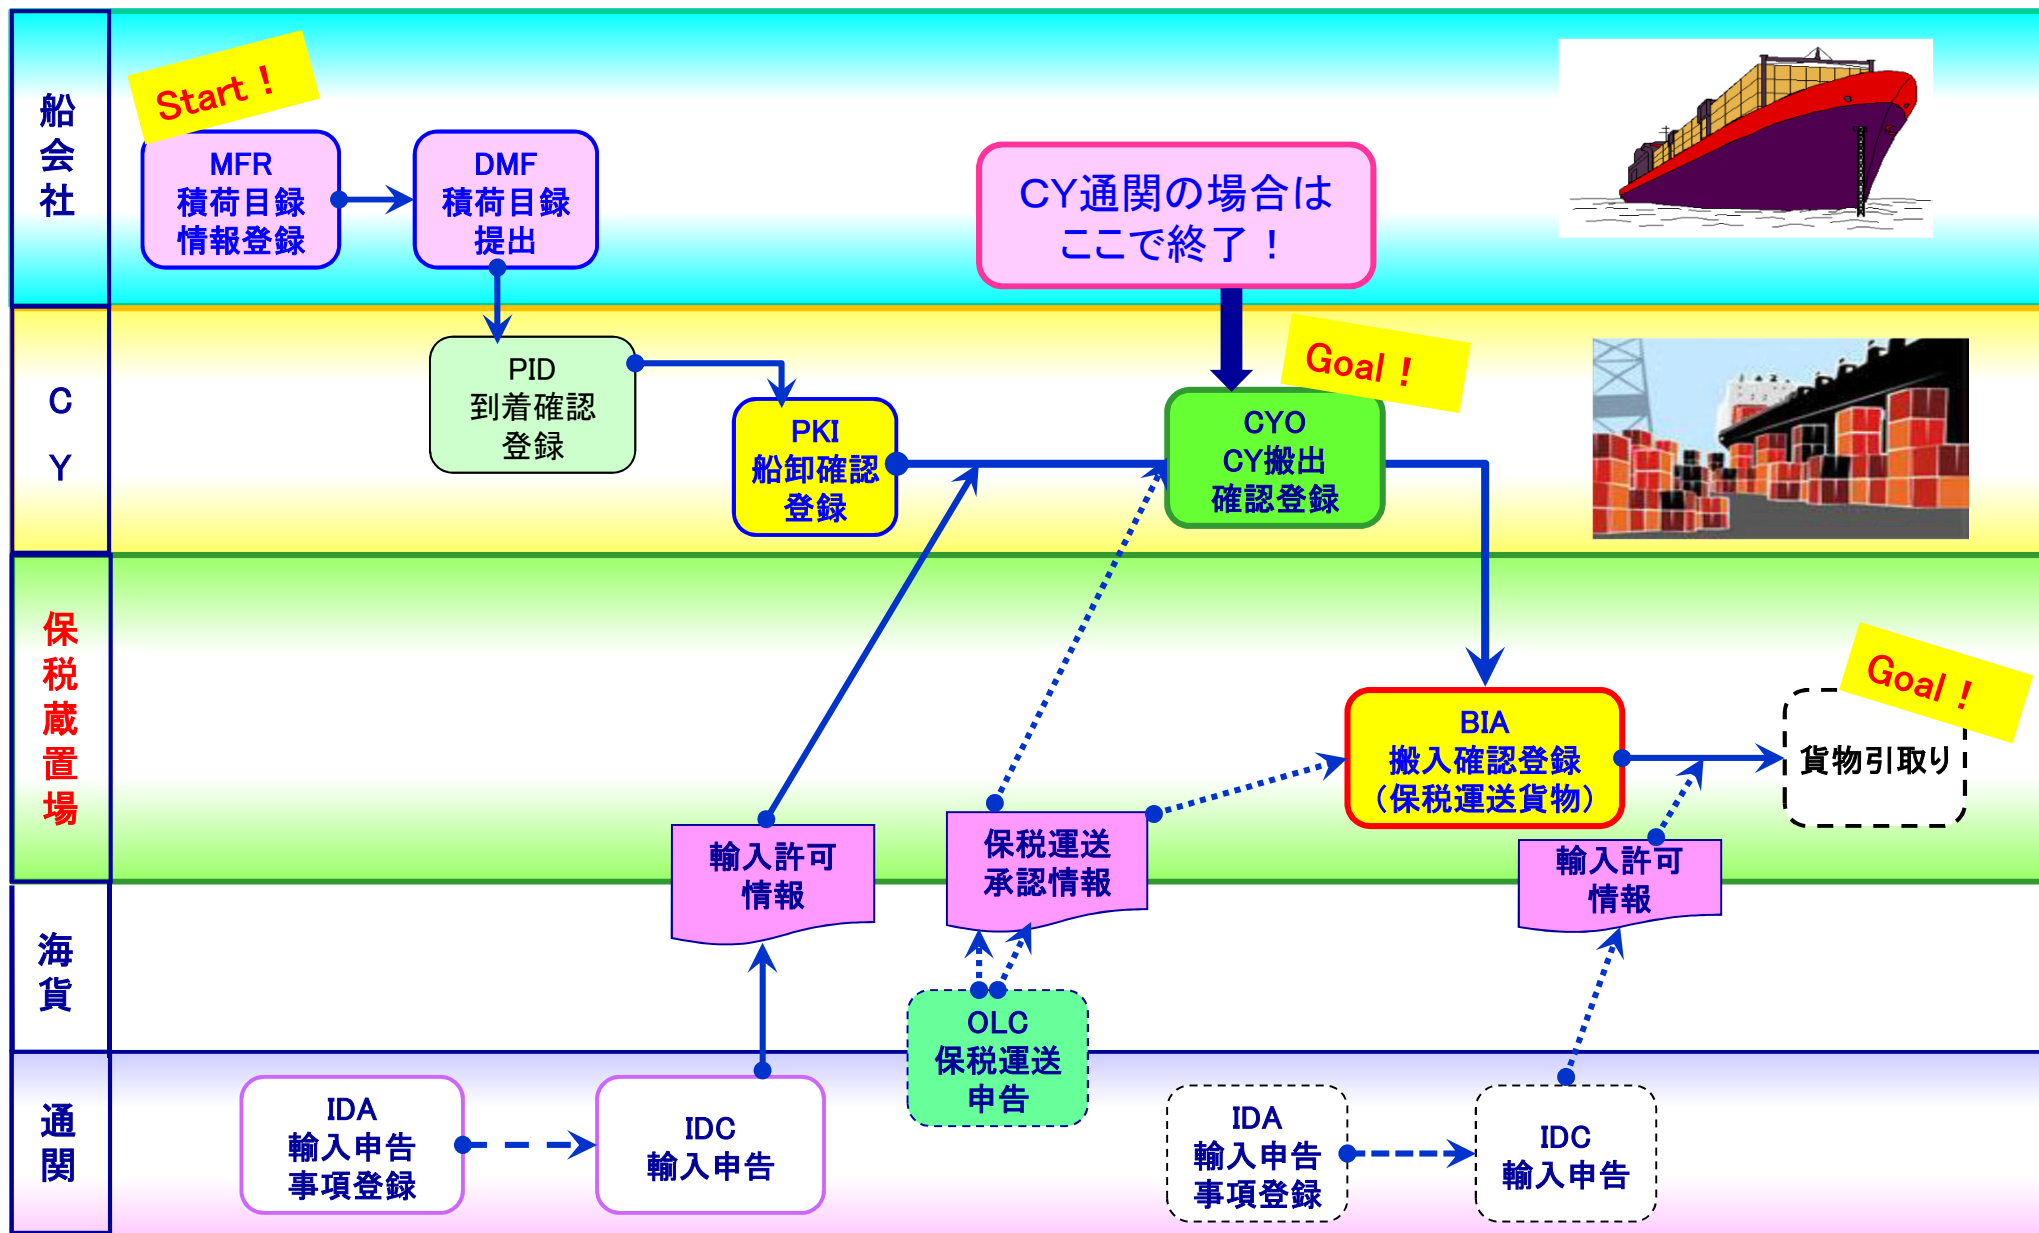 船会社
Start！
MFR
積荷目録
情報登録
DMF
積荷目録
提出
CY通関の場合は
ここで終了！
CY
PID
到着確認
登録
PKI
船卸確認
登録
Goal！
CYO
CY搬出
確認登録
保税蔵置場
BIA
搬入確認登録
（保税運送貨物）
Goal！
貨物引取り
輸入許可
情報
保税運送
承認情報
輸入許可
情報
海貨
OLC
保税運送
申告
通関
IDA
輸入申告
事項登録
IDC
輸入申告
IDA
輸入申告
事項登録
IDC
輸入申告